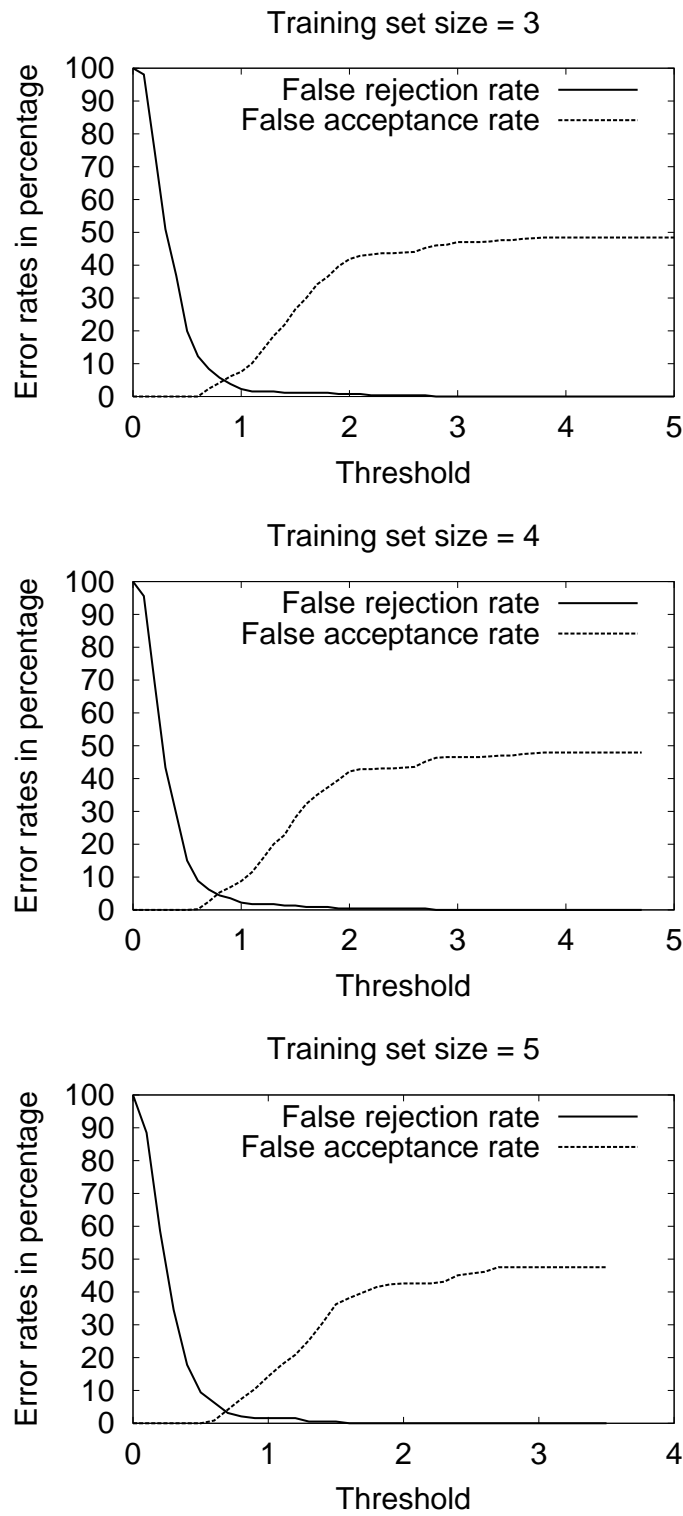 Training set size = 3
Error rates in percentage
100
90
80
70
60
50
40
30
20
10
0
False rejection rate
False acceptance rate
0 1 2 3 4 5
Threshold
Training set size = 4
Error rates in percentage
100
90
80
70
60
50
40
30
20
10
0
False rejection rate
False acceptance rate
0 1 2 3 4 5
Threshold
Training set size = 5
Error rates in percentage
100
90
80
70
60
50
40
30
20
10
0
False rejection rate
False acceptance rate
0 1 2 3 4
Threshold